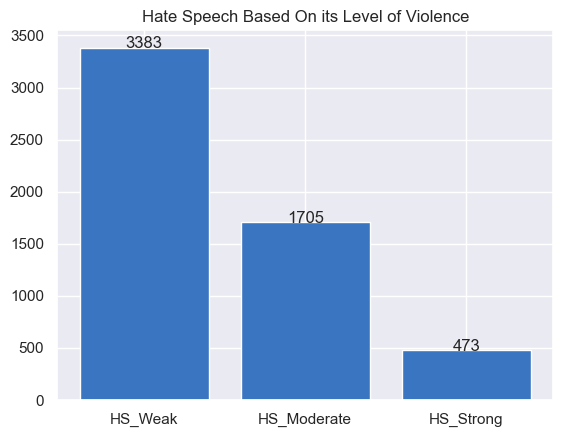 Hate Speech Based On its Level of Violence
3500
3000
2500
2000
1500
1000
500
0
3383
1705
473
HS_Weak
HS_Moderate
HS_Strong